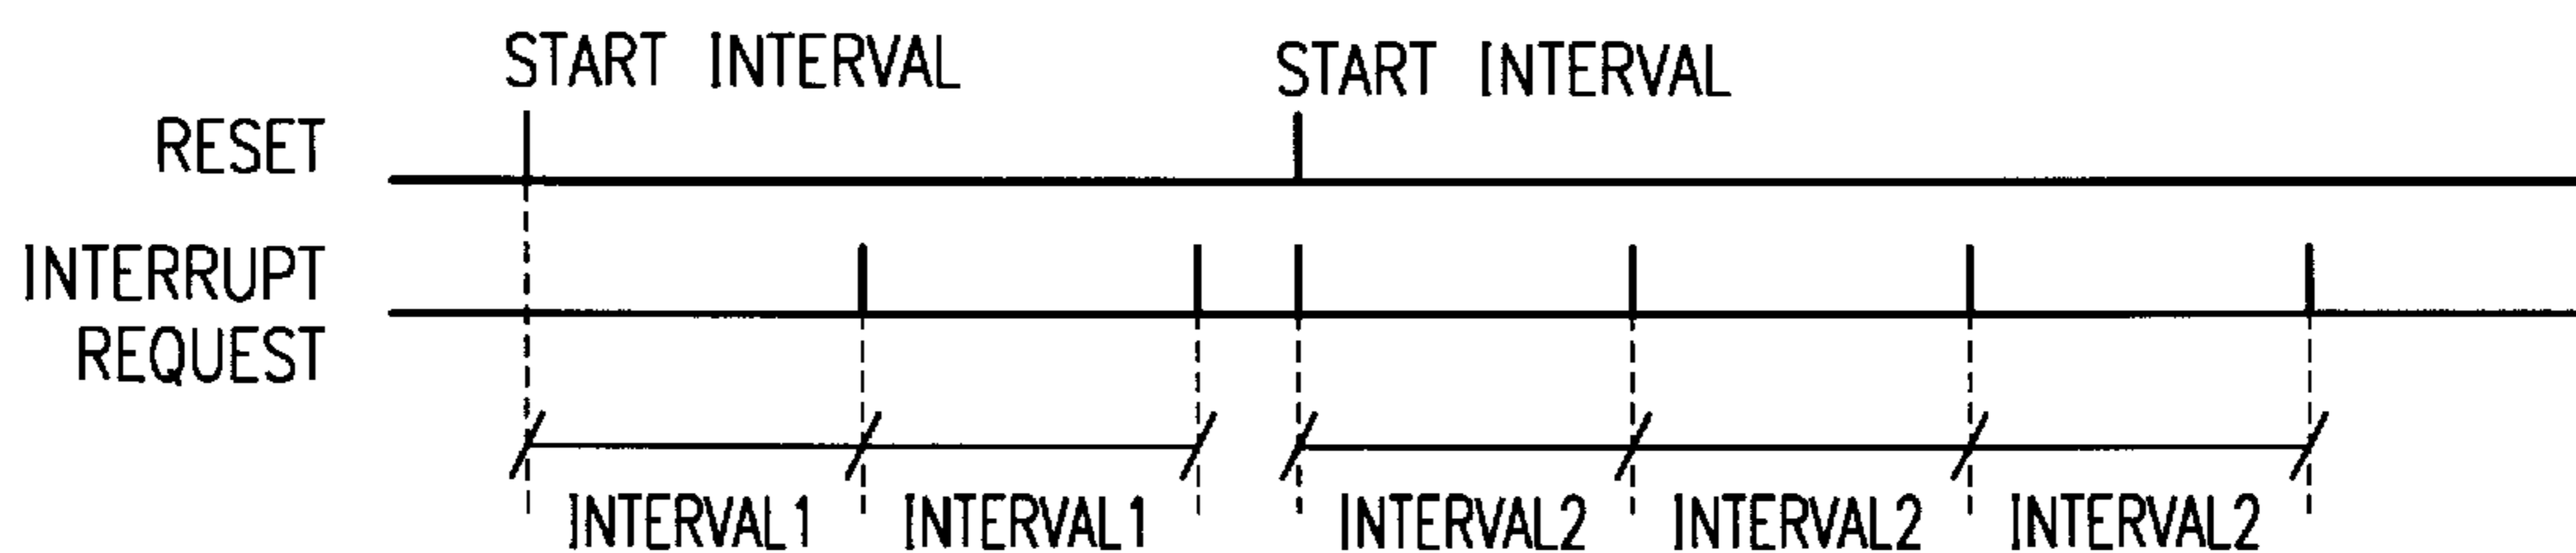 START INTERVAL
START INTERVAL
RESET
INTERRUPT
REQUEST
INTERVAL1
INTERVAL1
INTERVAL2
INTERVAL2
INTERVAL2